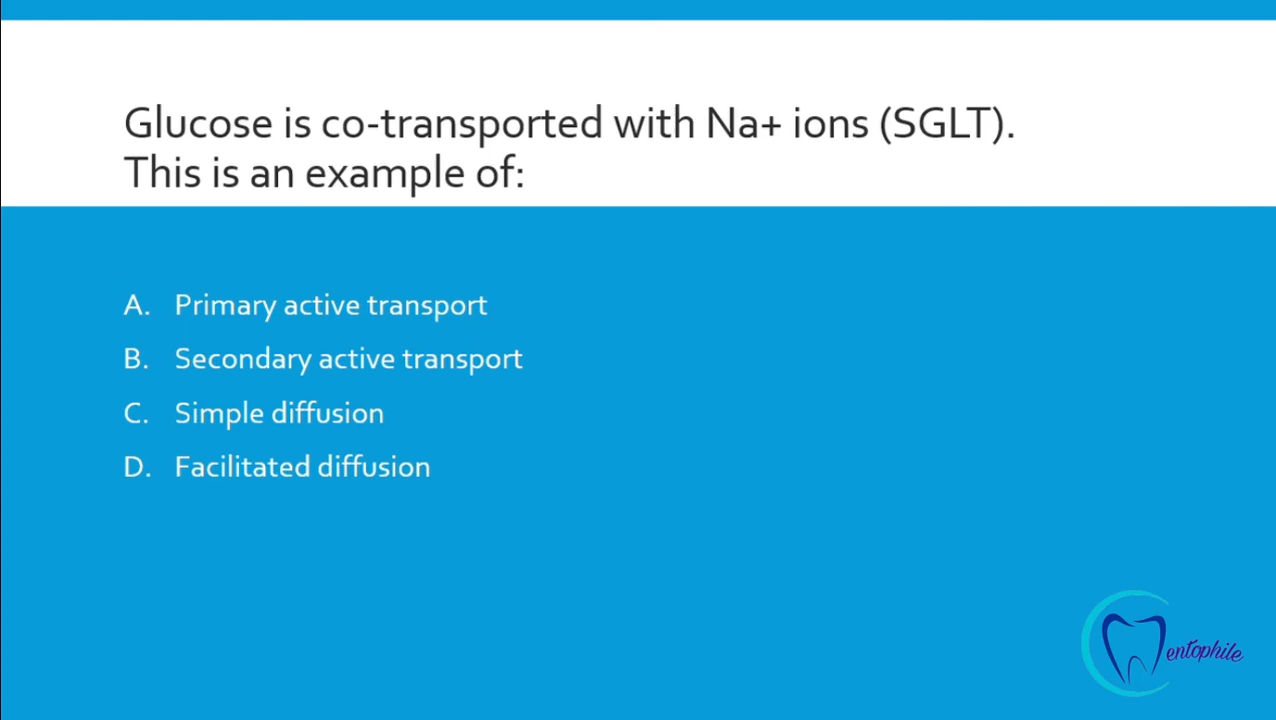 Glucose is co-transported with Na+ ions (SGLT).
This is an example of:
A. Primary active transport
B. Secondary active transport
C. Simple diffusion
D. Facilitated diffusion
entophile